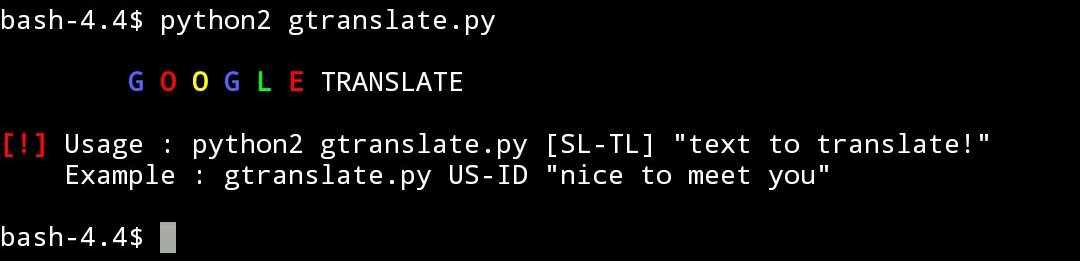 bash-4.4$ python2 gtranslate.py
G O O G L E TRANSLATE
[!] Usage : python2 gtranslate.py [SL-TL] "text to translate!"
Example : gtranslate.py US-ID "nice to meet you"
bash-4.4$